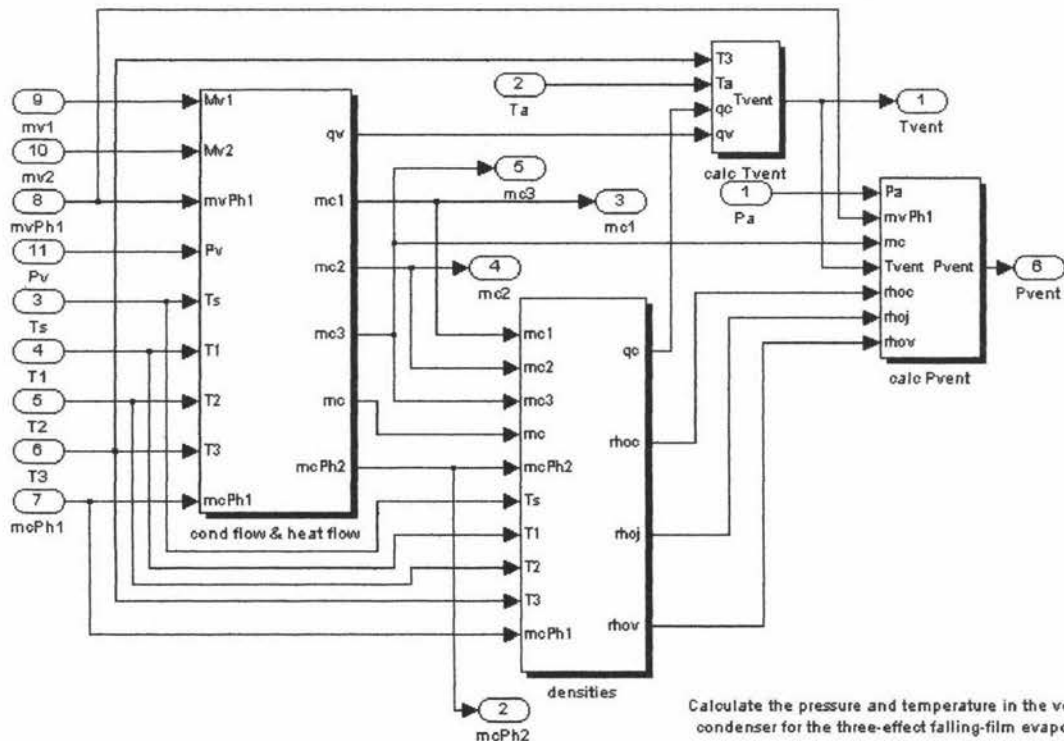 9
mv1
10
mv2
8
mvPh1
11
Pv
3
Ts
4
T1
5
T2
6
T3
7
mcPh1
Mv1
Mv2
mvPh1
Pv
Ts
T1
T2
T3
mcPh1
qv
mc1
mc2
mc3
mc
mcPh2
cond flow & heat flow
2
Ta
T3
Ta
qc
qv
Tvent
calc Tvent
1
Tvent
5
mc3
3
mc1
4
mc2
1
Pa
Pa
mvPh1
mc
Tvent
rhoc
rhoj
rhov
Pvent
calc Pvent
6
Pvent
mc1
mc2
mc3
mc
mcPh2
Ts
T1
T2
T3
mcPh1
qc
rhoc
rhoj
rhov
densities
2
mcPh2
Calculate the pressure and temperature in the
condenser for the three-effect falling-film